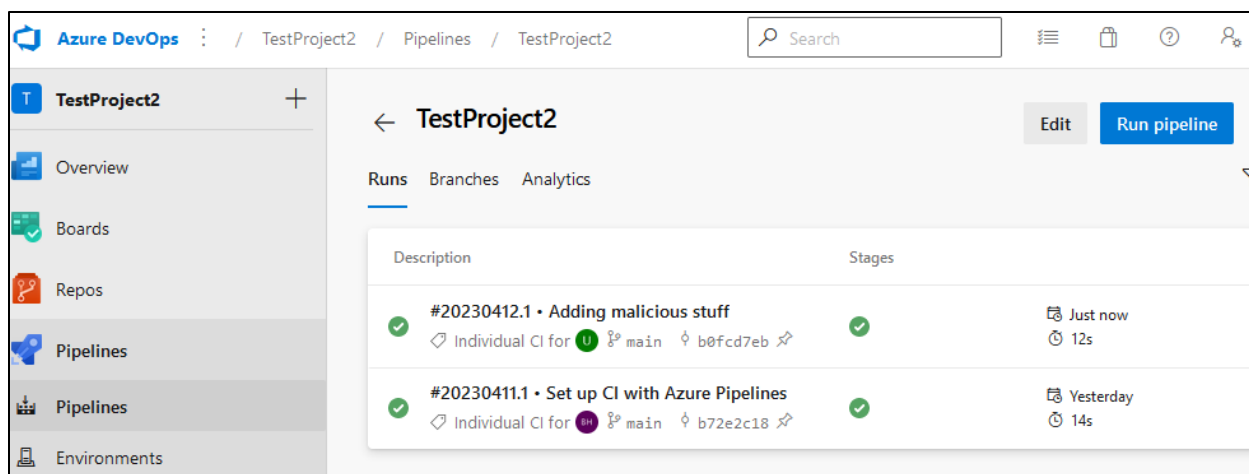 Azure DevOps / TestProject2 / Pipelines / TestProject2 Search
T TestProject2
TestProject2
Edit Run pipeline
Overview
Runs Branches Analytics
Boards
Description Stages
Repos
#20230412.1 • Adding malicious stuff Just now
Individual CI for U main b0fcd7eb 12s
Pipelines
#20230411.1 • Set up CI with Azure Pipelines Yesterday
Pipelines
Individual CI for BH main b72e2c18 14s
Environments